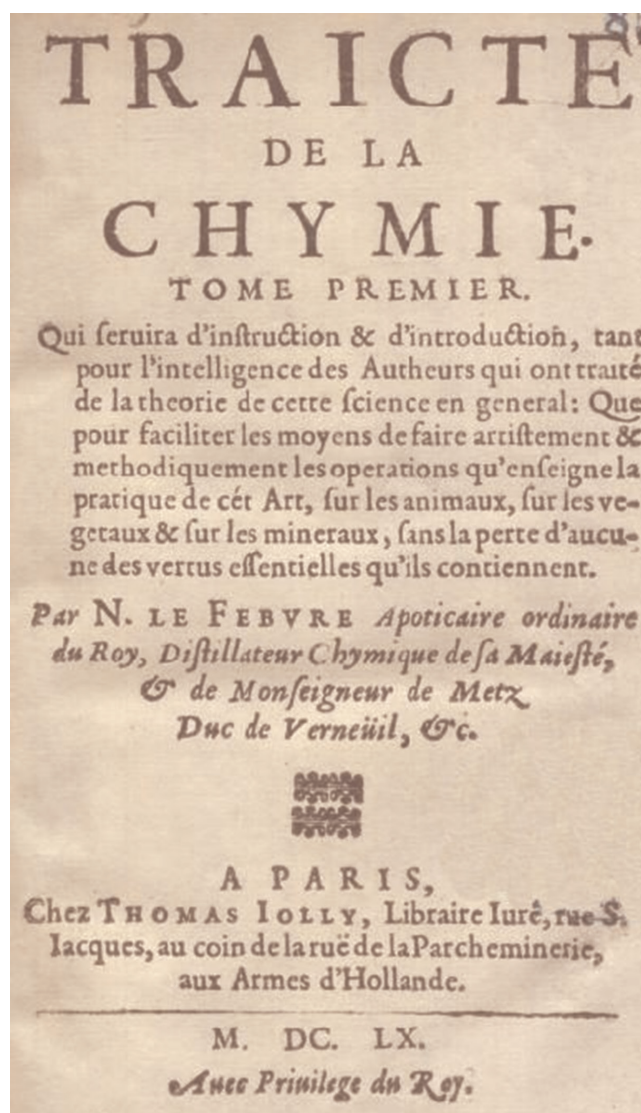 TRAICTE
DE LA
CHYMIE.
TOME PREMIER.
Qui ſeruira d'inſtruction & d'introduction, tant
pour l'intelligence des Autheurs qui ont traité
de la theorie de cette ſcience en general: Que
pour faciliter les moyens de faire artiſtement &
methodiquement les operations qu'enſeigne la
pratique de cét Art, ſur les animaux, ſur les ve-
getaux & ſur les mineraux, ſans la perte d'aucu-
ne des vertus eſſentielles qu'ils contiennent.
Par N. LE FEBVRE Apoticaire ordinaire
du Roy, Diſtillateur Chymique de ſa Maieſté,
& de Monſeigneur de Metz
Duc de Verneüil, &c.
A PARIS,
Chez THOMAS IOLLY, Libraire Iuré, rue S.
Iacques, au coin de la ruë de la Parcheminerie,
aux Armes d'Hollande.
M. DC. LX.
Auec Priuilege du Roy.